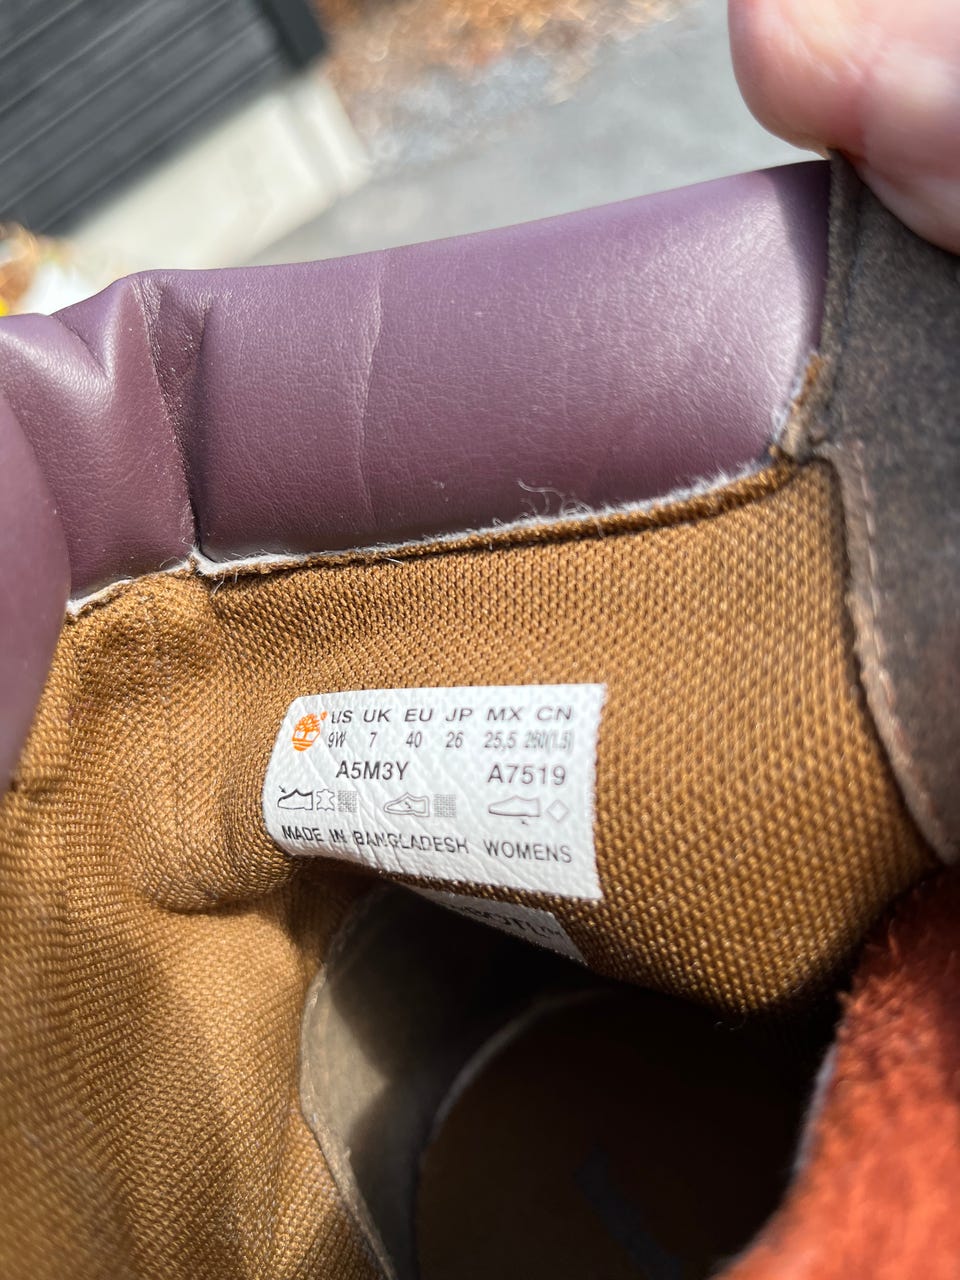 US UK EU JP MX CN
9W 7 40 26 25,5 260(1.5)
A5M3Y A7519
MADE IN BANGLADESH WOMENS